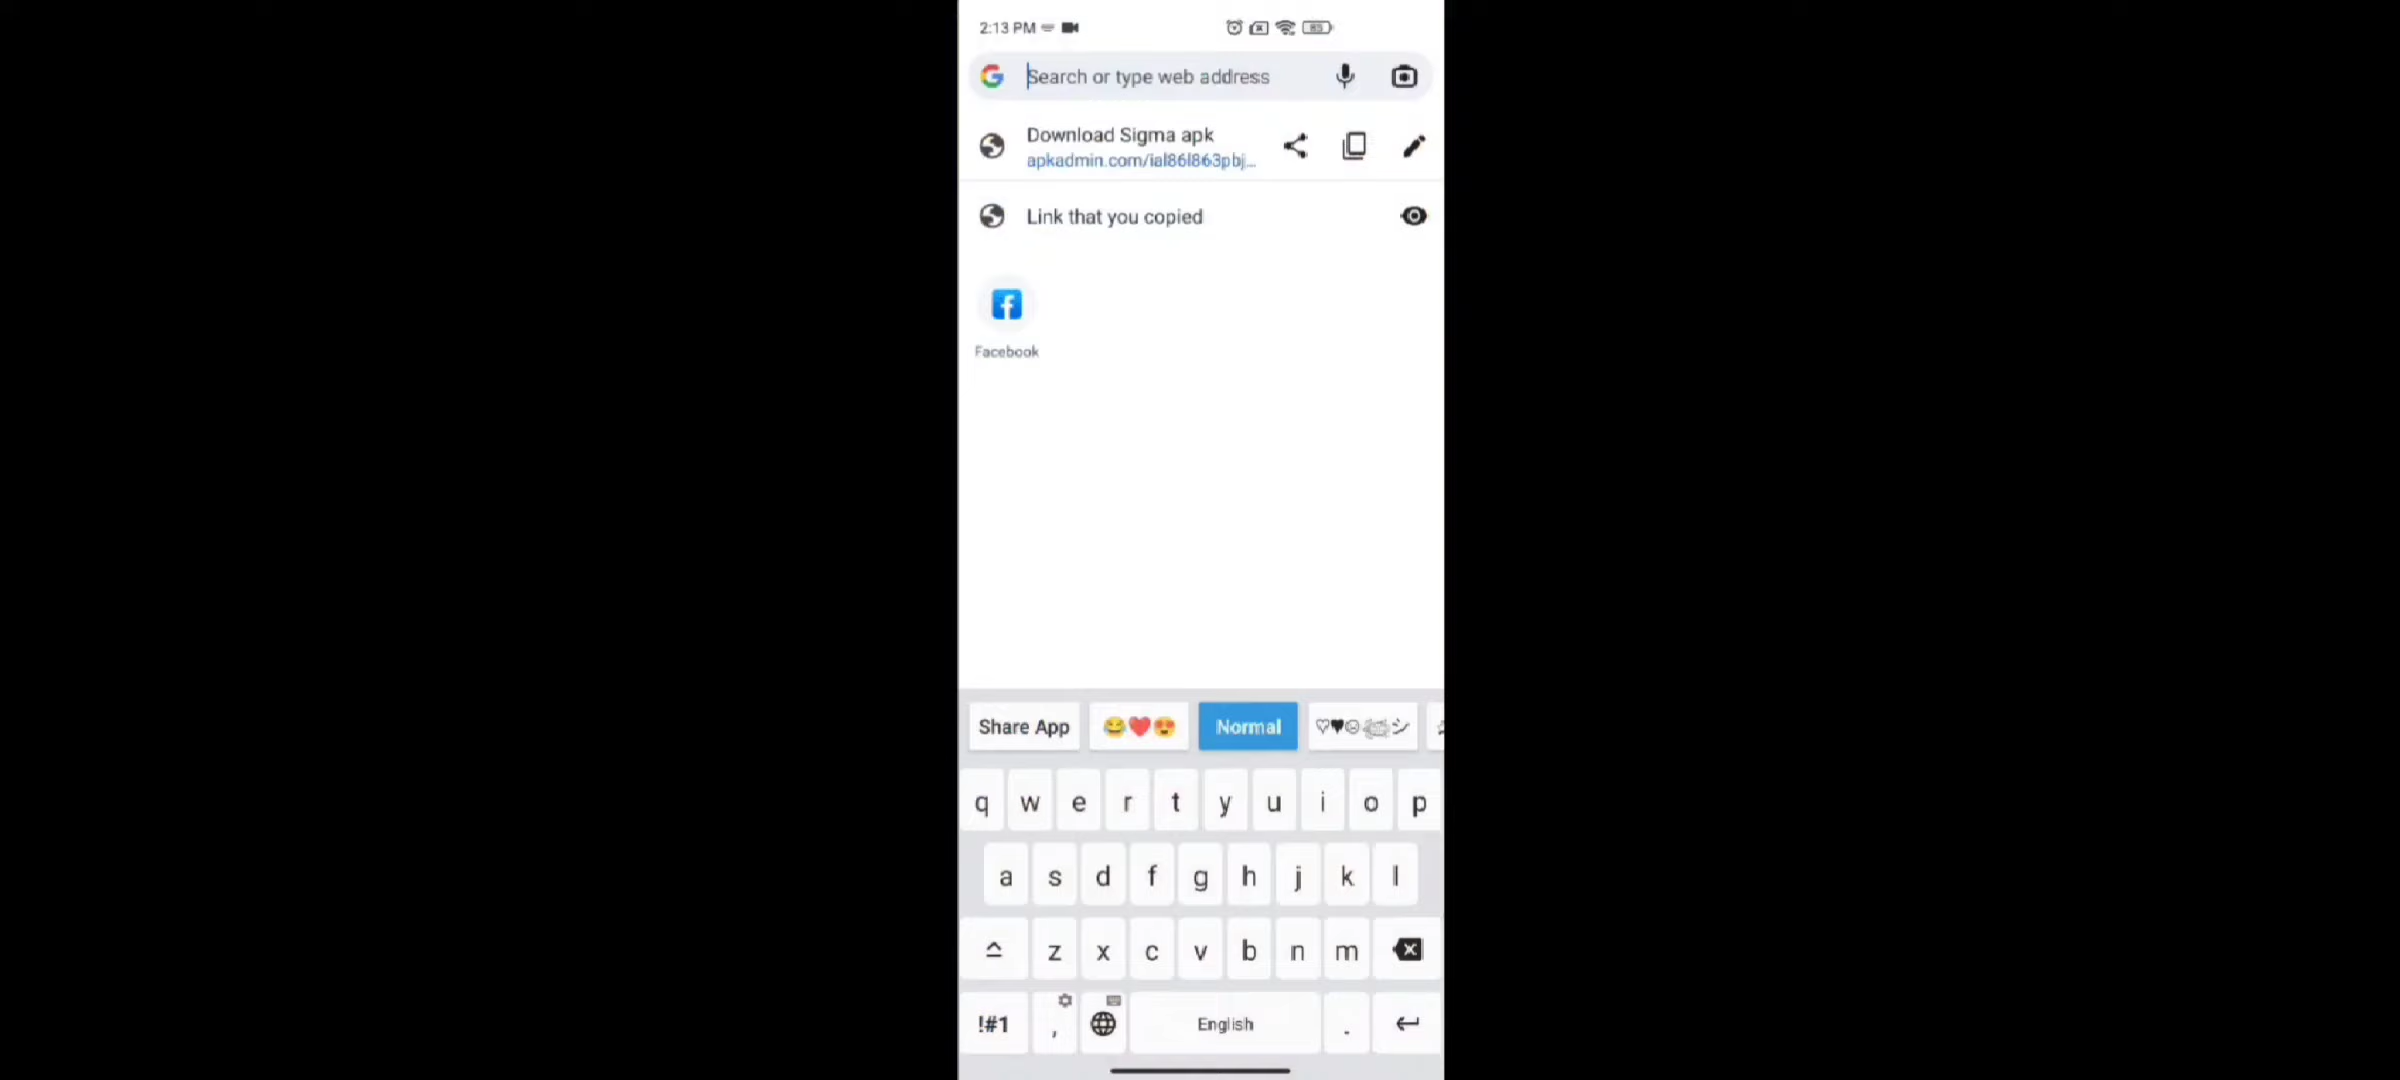 2:13 PM
85
Search or type web address
Download Sigma apk
apkadmin.com/ial86l863pbj...
Link that you copied
Facebook
Share App 😂❤️😍 Normal ♡♥☹
q w e r t y u i o p
a s d f g h j k l
z x c v b n m
!#1 , English .